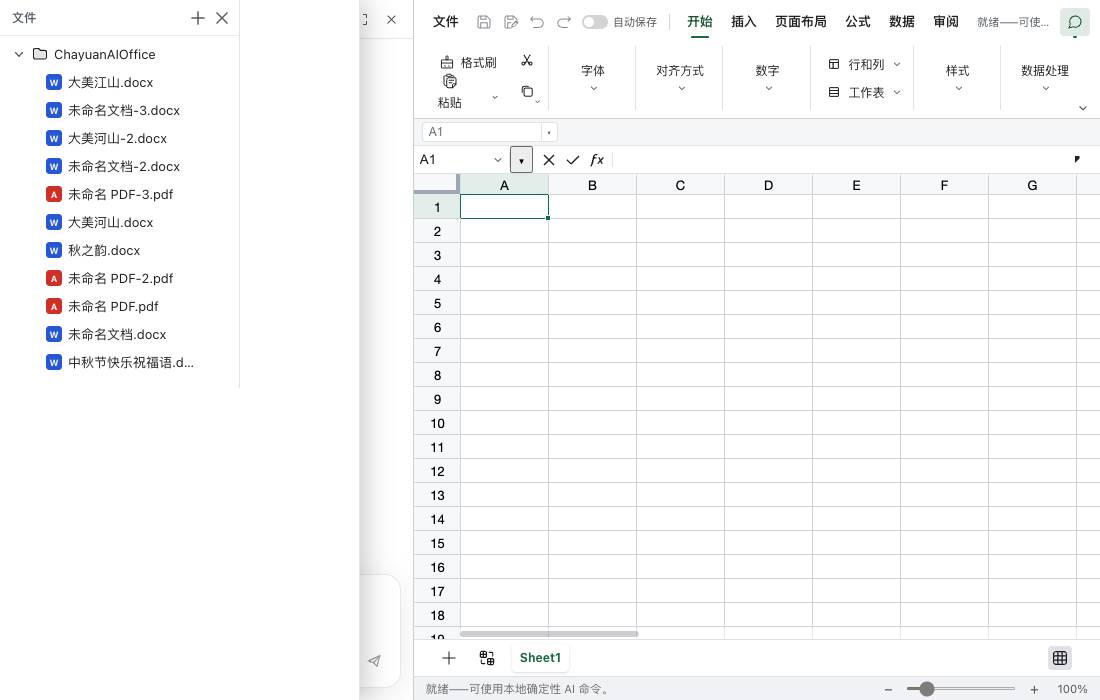 文件
ChayuanAIOffice
大美江山.docx
未命名文档-3.docx
大美河山-2.docx
未命名文档-2.docx
未命名 PDF-3.pdf
大美河山.docx
秋之韵.docx
未命名 PDF-2.pdf
未命名 PDF.pdf
未命名文档.docx
中秋节快乐祝福语.d...
文件 自动保存 开始 插入 页面布局 公式 数据 审阅 就绪——可使...
格式刷
粘贴
字体
对齐方式
数字
行和列
工作表
样式
数据处理
A1
A1 fx
A B C D E F G
1
2
3
4
5
6
7
8
9
10
11
12
13
14
15
16
17
18
19
Sheet1
就绪——可使用本地确定性 AI 命令。 100%